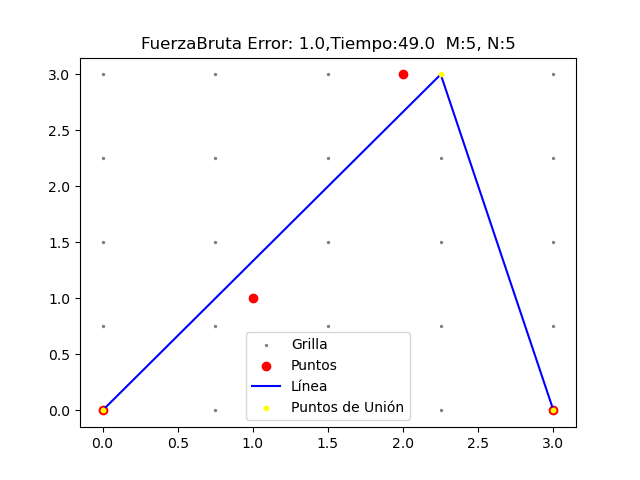 FuerzaBruta Error: 1.0,Tiempo:49.0  M:5, N:5
3.0
2.5
2.0
1.5
1.0
0.5
0.0
Grilla
Puntos
Línea
Puntos de Unión
0.0 0.5 1.0 1.5 2.0 2.5 3.0